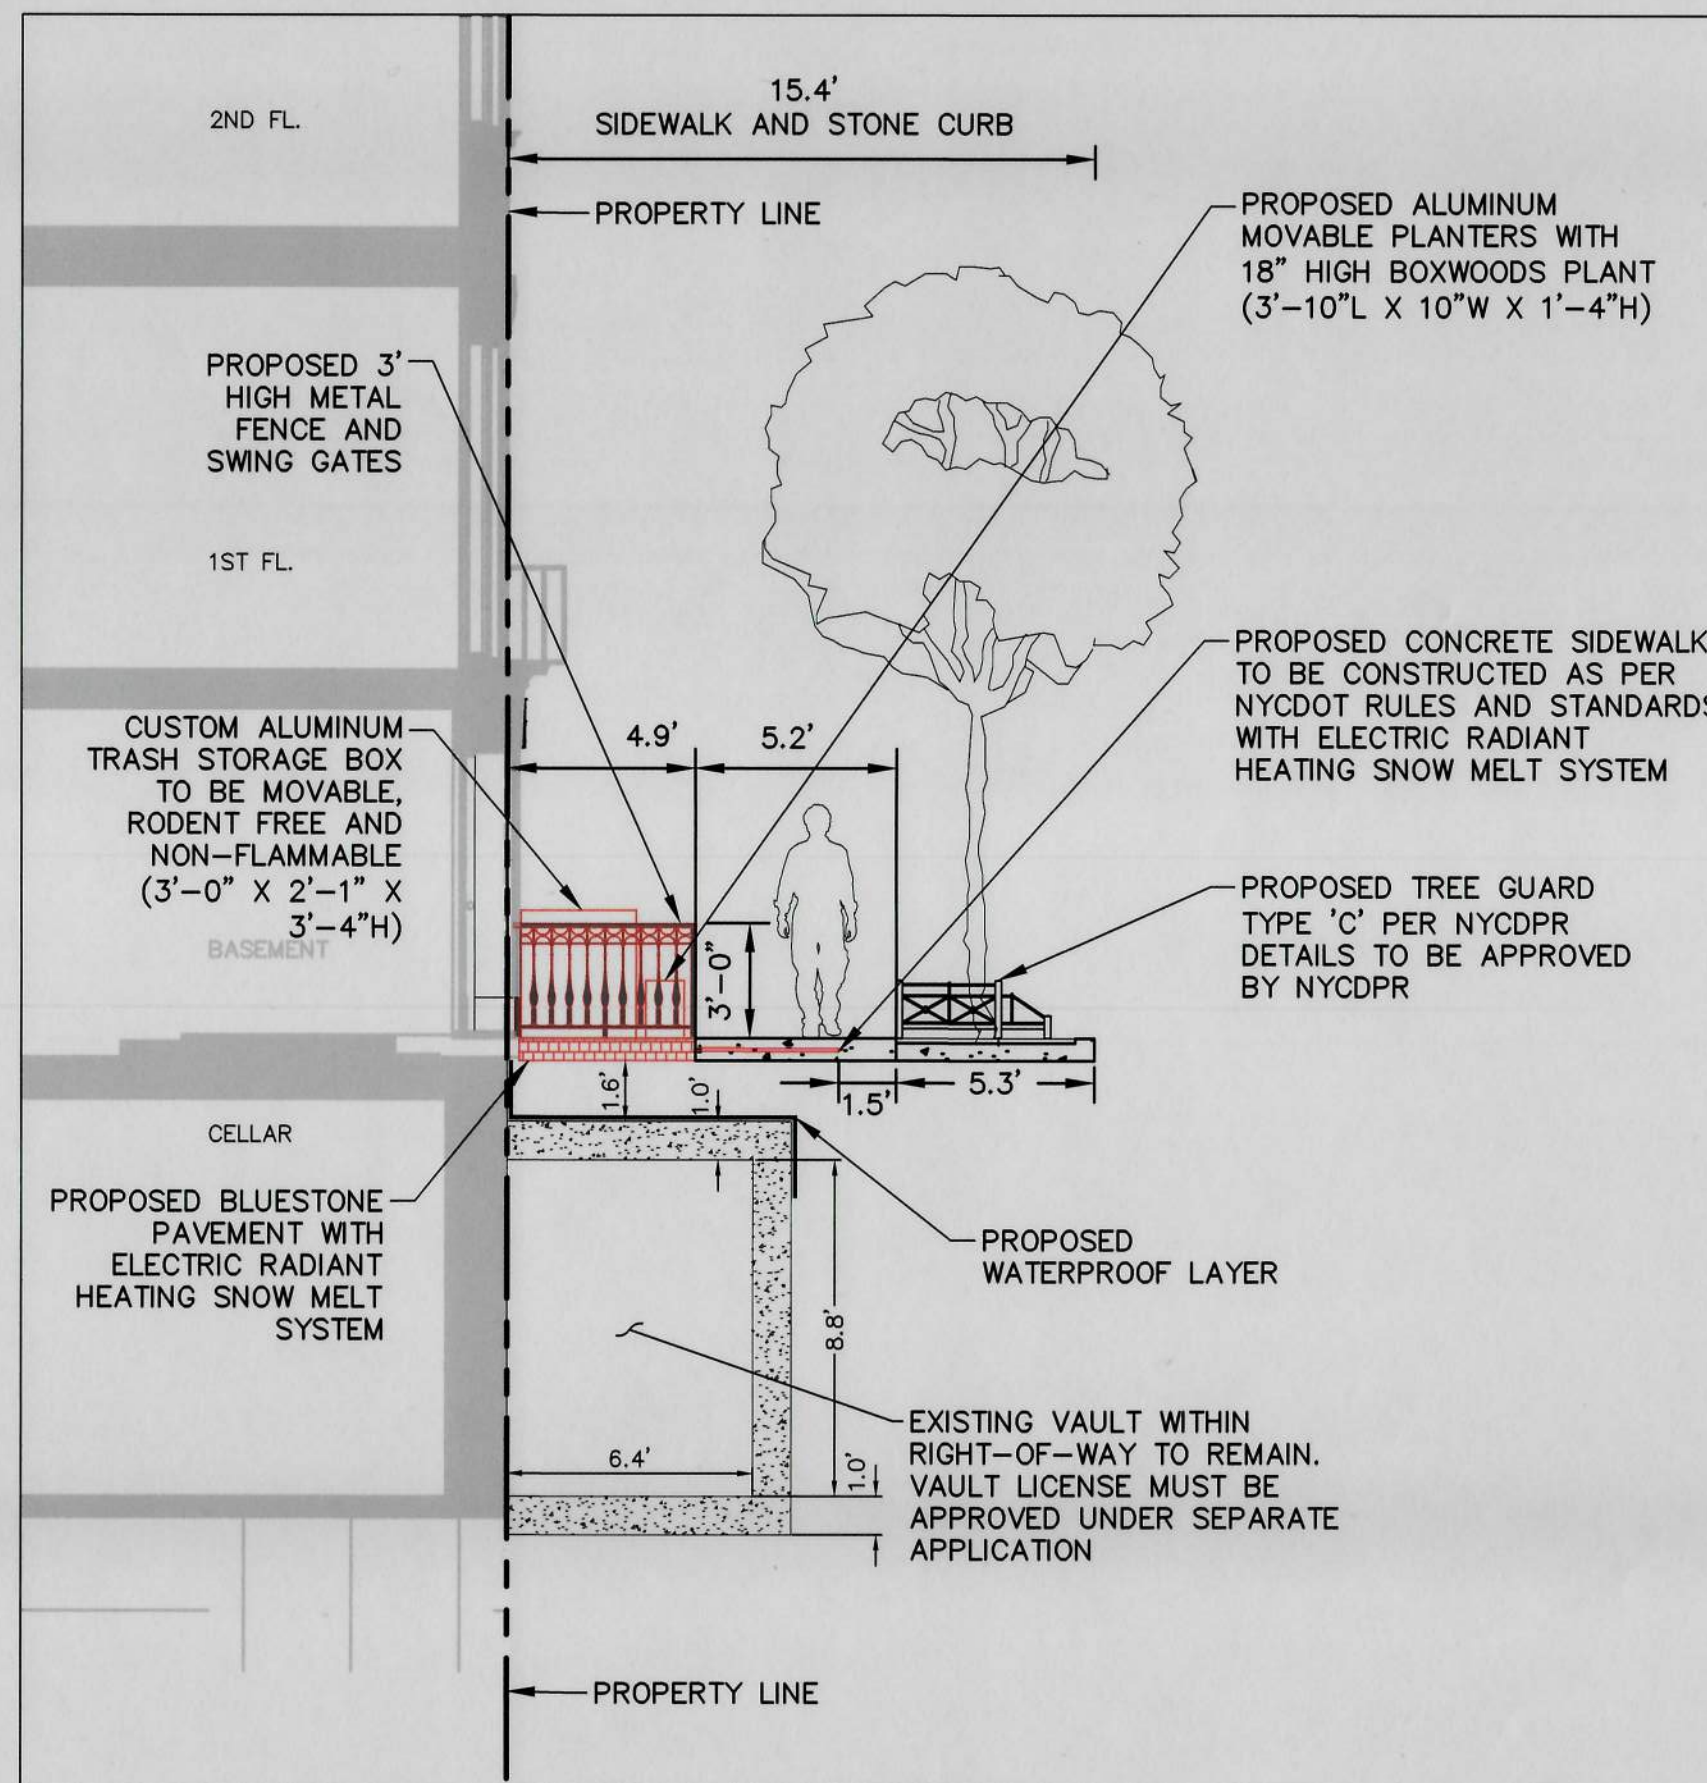 2ND FL.
15.4'
SIDEWALK AND STONE CURB
PROPERTY LINE
PROPOSED ALUMINUM
MOVABLE PLANTERS WITH
18" HIGH BOXWOODS PLANT
(3'-10"L X 10"W X 1'-4"H)
PROPOSED 3'
HIGH METAL
FENCE AND
SWING GATES
1ST FL.
PROPOSED CONCRETE SIDEWALK
TO BE CONSTRUCTED AS PER
NYCDOT RULES AND STANDARDS
WITH ELECTRIC RADIANT
HEATING SNOW MELT SYSTEM
CUSTOM ALUMINUM
TRASH STORAGE BOX
TO BE MOVABLE,
RODENT FREE AND
NON-FLAMMABLE
(3'-0" X 2'-1" X
3'-4"H)
4.9'
5.2'
BASEMENT
3'-0"
PROPOSED TREE GUARD
TYPE 'C' PER NYCDPR
DETAILS TO BE APPROVED
BY NYCDPR
1.6'
1.0'
1.5'
5.3'
CELLAR
PROPOSED BLUESTONE
PAVEMENT WITH
ELECTRIC RADIANT
HEATING SNOW MELT
SYSTEM
PROPOSED
WATERPROOF LAYER
8.8'
6.4'
1.0'
EXISTING VAULT WITHIN
RIGHT-OF-WAY TO REMAIN.
VAULT LICENSE MUST BE
APPROVED UNDER SEPARATE
APPLICATION
PROPERTY LINE